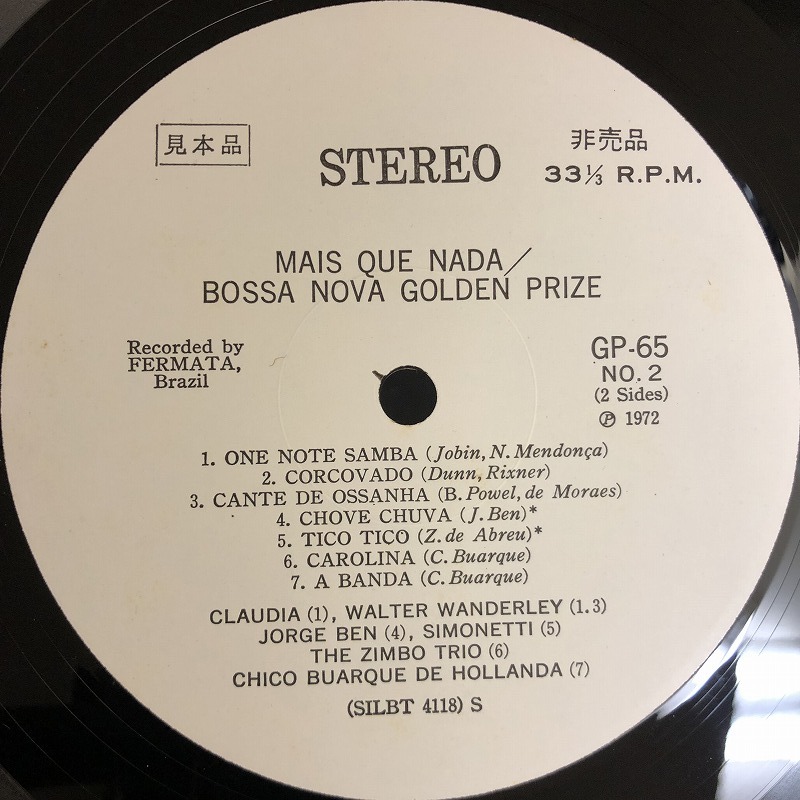 見本品
STEREO
非売品
33⅓ R.P.M.
MAIS QUE NADA/
BOSSA NOVA GOLDEN PRIZE
Recorded by
FERMATA,
Brazil
GP-65
NO. 2
(2 Sides)
Ⓟ 1972
1. ONE NOTE SAMBA (Jobin, N. Mendonça)
2. CORCOVADO (Dunn, Rixner)
3. CANTE DE OSSANHA (B. Powel, de Moraes)
4. CHOVE CHUVA (J. Ben)*
5. TICO TICO (Z. de Abreu)*
6. CAROLINA (C. Buarque)
7. A BANDA (C. Buarque)
CLAUDIA (1), WALTER WANDERLEY (1.3)
JORGE BEN (4), SIMONETTI (5)
THE ZIMBO TRIO (6)
CHICO BUARQUE DE HOLLANDA (7)
(SILBT 4118) S